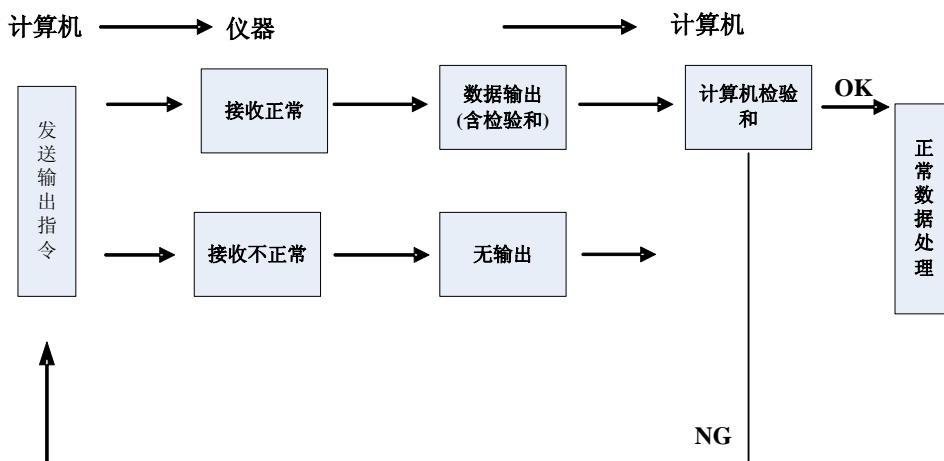 计算机
仪器
计算机
发送输出指令
接收正常
数据输出
(含检验和)
计算机检验
和
OK
正常数据处理
接收不正常
无输出
NG